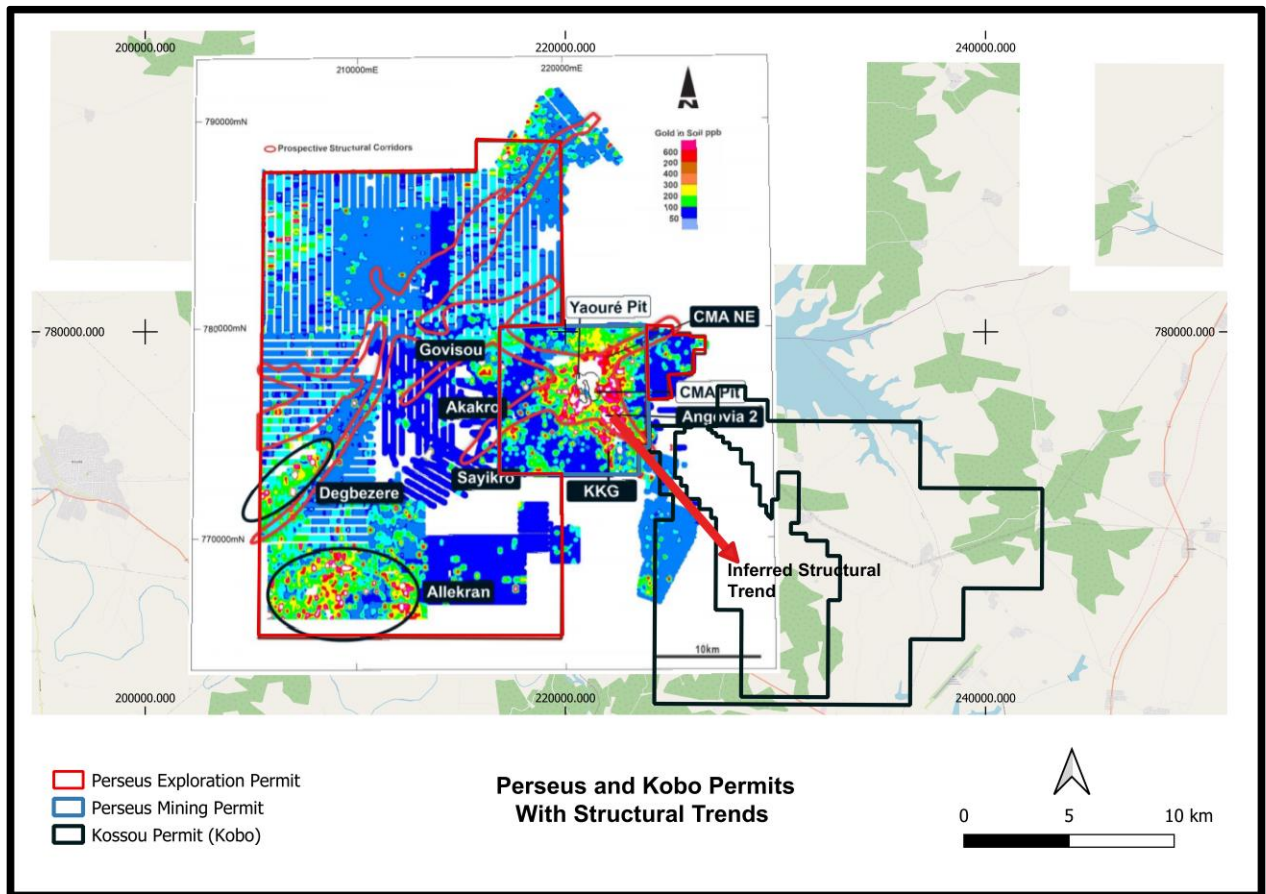 200000.000
220000.000
240000.000
210000mE
220000mE
790000mN
N
Gold in Soil ppb
600
200
400
300
200
100
50
Prospective Structural Corridors
780000.000
780000mN
780000.000
Yaouré Pit
CMA NE
Govisou
CMA Pit
Akakro
Angovia 2
Sayikro
Degbezere
KKG
770000mN
Inferred Structural
Trend
Allekran
10km
200000.000
220000.000
240000.000
Perseus Exploration Permit
Perseus Mining Permit
Kossou Permit (Kobo)
Perseus and Kobo Permits
With Structural Trends
0 5 10 km